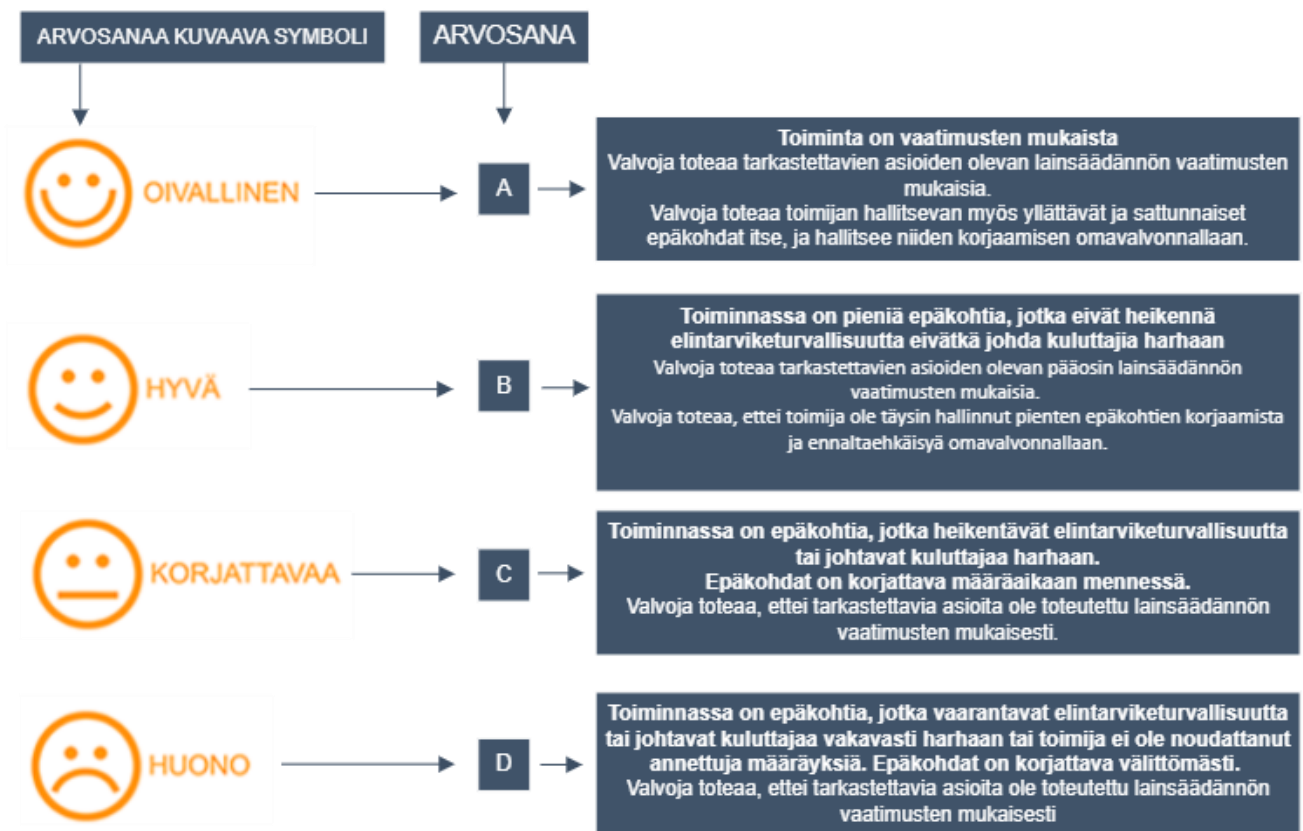 ARVOSANAA KUVAAVA SYMBOLI
ARVOSANA
OIVALLINEN
A
Toiminta on vaatimusten mukaista
Valvoja toteaa tarkastettavien asioiden olevan lainsäädännön vaatimusten
mukaisia.
Valvoja toteaa toimijan hallitsevan myös yllättävät ja sattunnaiset
epäkohdat itse, ja hallitsee niiden korjaamisen omavalvonnallaan.
HYVÄ
B
Toiminnassa on pieniä epäkohtia, jotka eivät heikennä
elintarviketurvallisuutta eivätkä johda kuluttajia harhaan
Valvoja toteaa tarkastettavien asioiden olevan pääosin lainsäädännön
vaatimusten mukaisia.
Valvoja toteaa, ettei toimija ole täysin hallinnut pienten epäkohtien korjaamista
ja ennaltaehkäisyä omavalvonnallaan.
KORJATTAVAA
C
Toiminnassa on epäkohtia, jotka heikentävät elintarviketurvallisuutta
tai johtavat kuluttajaa harhaan.
Epäkohdat on korjattava määräaikaan mennessä.
Valvoja toteaa, ettei tarkastettavia asioita ole toteutettu lainsäädännön
vaatimusten mukaisesti.
HUONO
D
Toiminnassa on epäkohtia, jotka vaarantavat elintarviketurvallisuutta
tai johtavat kuluttajaa vakavasti harhaan tai toimija ei ole noudattanut
annettuja määräyksiä. Epäkohdat on korjattava välittömästi.
Valvoja toteaa, ettei tarkastettavia asioita ole toteutettu lainsäädännön
vaatimusten mukaisesti